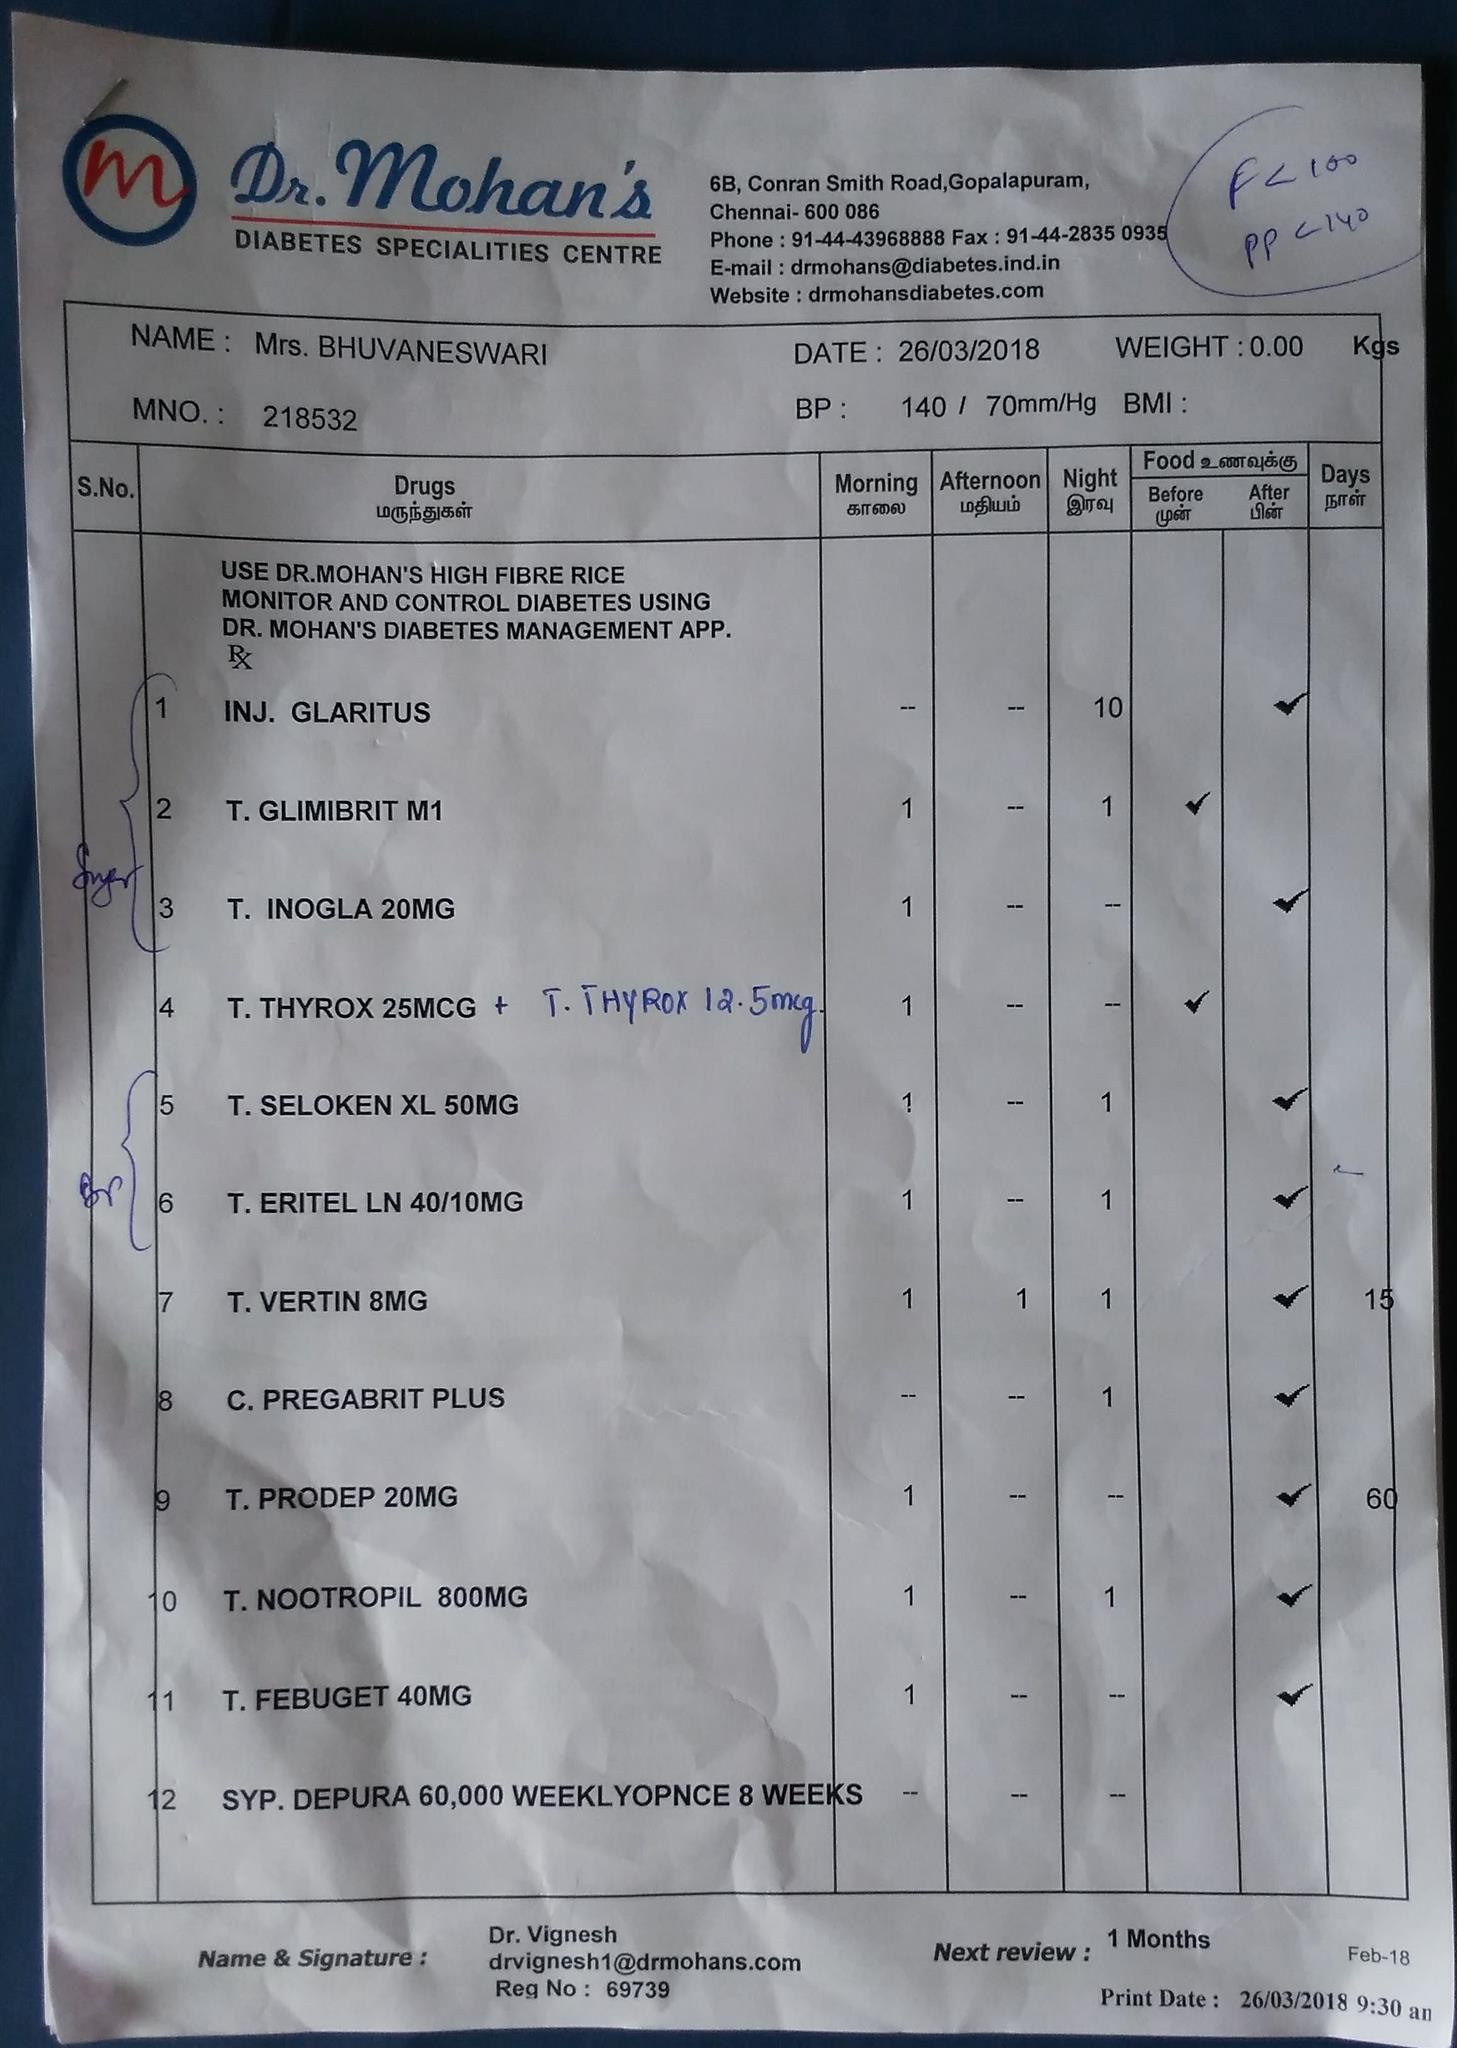 m Dr. Mohan's
DIABETES SPECIALITIES CENTRE
6B, Conran Smith Road,Gopalapuram,
Chennai- 600 086
Phone : 91-44-43968888 Fax : 91-44-2835 0935
E-mail : drmohans@diabetes.ind.in
Website : drmohansdiabetes.com
F < 100
PP < 140
NAME : Mrs. BHUVANESWARI DATE : 26/03/2018 WEIGHT : 0.00 Kgs
MNO. : 218532 BP : 140 / 70mm/Hg BMI :
S.No. Drugs Morning Afternoon Night Food உணவுக்கு Days
மருந்துகள் காலை மதியம் இரவு Before After நாள்
முன் பின்
USE DR.MOHAN'S HIGH FIBRE RICE
MONITOR AND CONTROL DIABETES USING
DR. MOHAN'S DIABETES MANAGEMENT APP.
Rx
1 INJ. GLARITUS -- -- 10 ✔
2 T. GLIMIBRIT M1 1 -- 1 ✔
Sugar
3 T. INOGLA 20MG 1 -- -- ✔
4 T. THYROX 25MCG + T. THYROX 12.5mcg. 1 -- -- ✔
5 T. SELOKEN XL 50MG 1 -- 1 ✔
BP
6 T. ERITEL LN 40/10MG 1 -- 1 ✔
7 T. VERTIN 8MG 1 1 1 ✔ 15
8 C. PREGABRIT PLUS -- -- 1 ✔
9 T. PRODEP 20MG 1 -- -- ✔ 60
10 T. NOOTROPIL 800MG 1 -- 1 ✔
11 T. FEBUGET 40MG 1 -- -- ✔
12 SYP. DEPURA 60,000 WEEKLYOPNCE 8 WEEKS -- -- --
Name & Signature : Dr. Vignesh
drvignesh1@drmohans.com
Reg No : 69739
Next review : 1 Months
Feb-18
Print Date : 26/03/2018 9:30 an